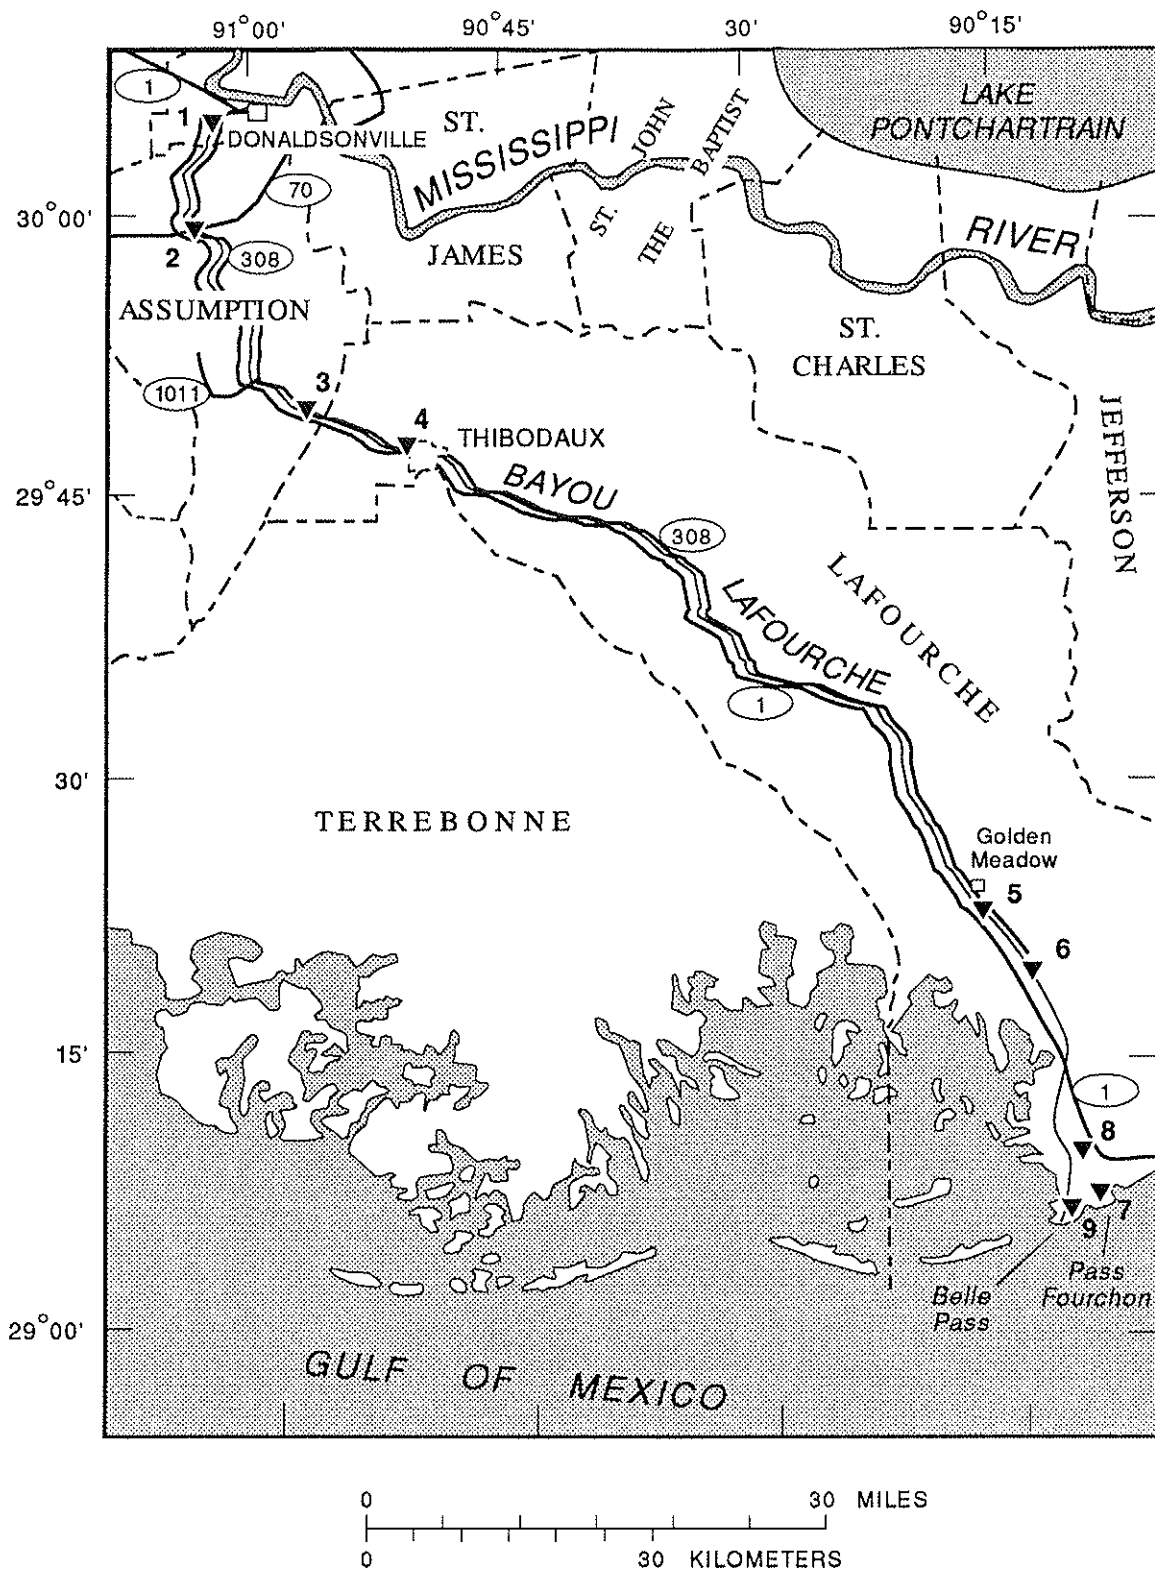 91°00' 90°45' 30' 90°15'
1
LAKE
PONTCHARTRAIN
1
DONALDSONVILLE
ST.
MISSISSIPPI
ST. JOHN
THE BAPTIST
70
30°00'
2
308
JAMES
RIVER
ASSUMPTION
ST.
CHARLES
1011
3
4
THIBODAUX
JEFFERSON
29°45'
BAYOU
308
LAFOURCHE
LAFOURCHE
1
30'
TERREBONNE
Golden
Meadow
5
6
15'
1
8
9
7
Pass
Fourchon
Belle
Pass
29°00'
GULF OF MEXICO
0 30 MILES
0 30 KILOMETERS